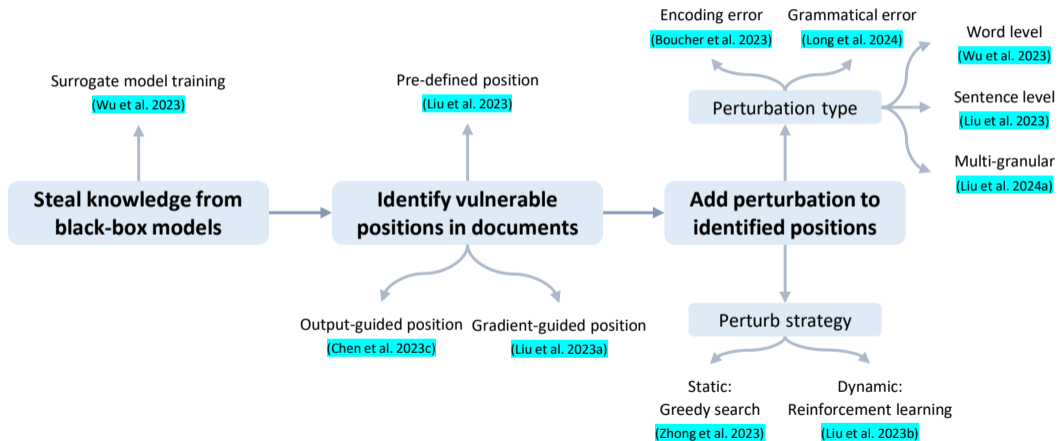 Encoding error
(Boucher et al. 2023)
Grammatical error
(Long et al. 2024)
Word level
(Wu et al. 2023)
Surrogate model training
(Wu et al. 2023)
Pre-defined position
(Liu et al. 2023)
Perturbation type
Sentence level
(Liu et al. 2023)
Multi-granular
(Liu et al. 2024a)
Steal knowledge from
black-box models
Identify vulnerable
positions in documents
Add perturbation to
identified positions
Output-guided position
(Chen et al. 2023c)
Gradient-guided position
(Liu et al. 2023a)
Perturb strategy
Static:
Greedy search
(Zhong et al. 2023)
Dynamic:
Reinforcement learning
(Liu et al. 2023b)